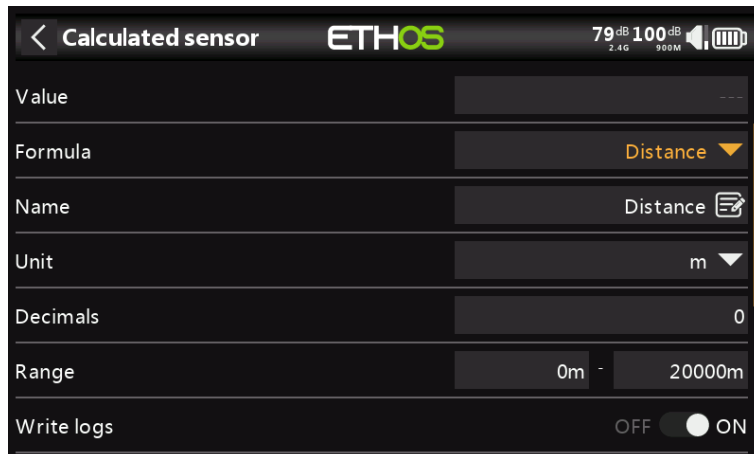 Calculated sensor ETHOS 79dB 2.4G 100dB 900M
Value ---
Formula Distance
Name Distance
Unit m
Decimals 0
Range 0m - 20000m
Write logs OFF ON